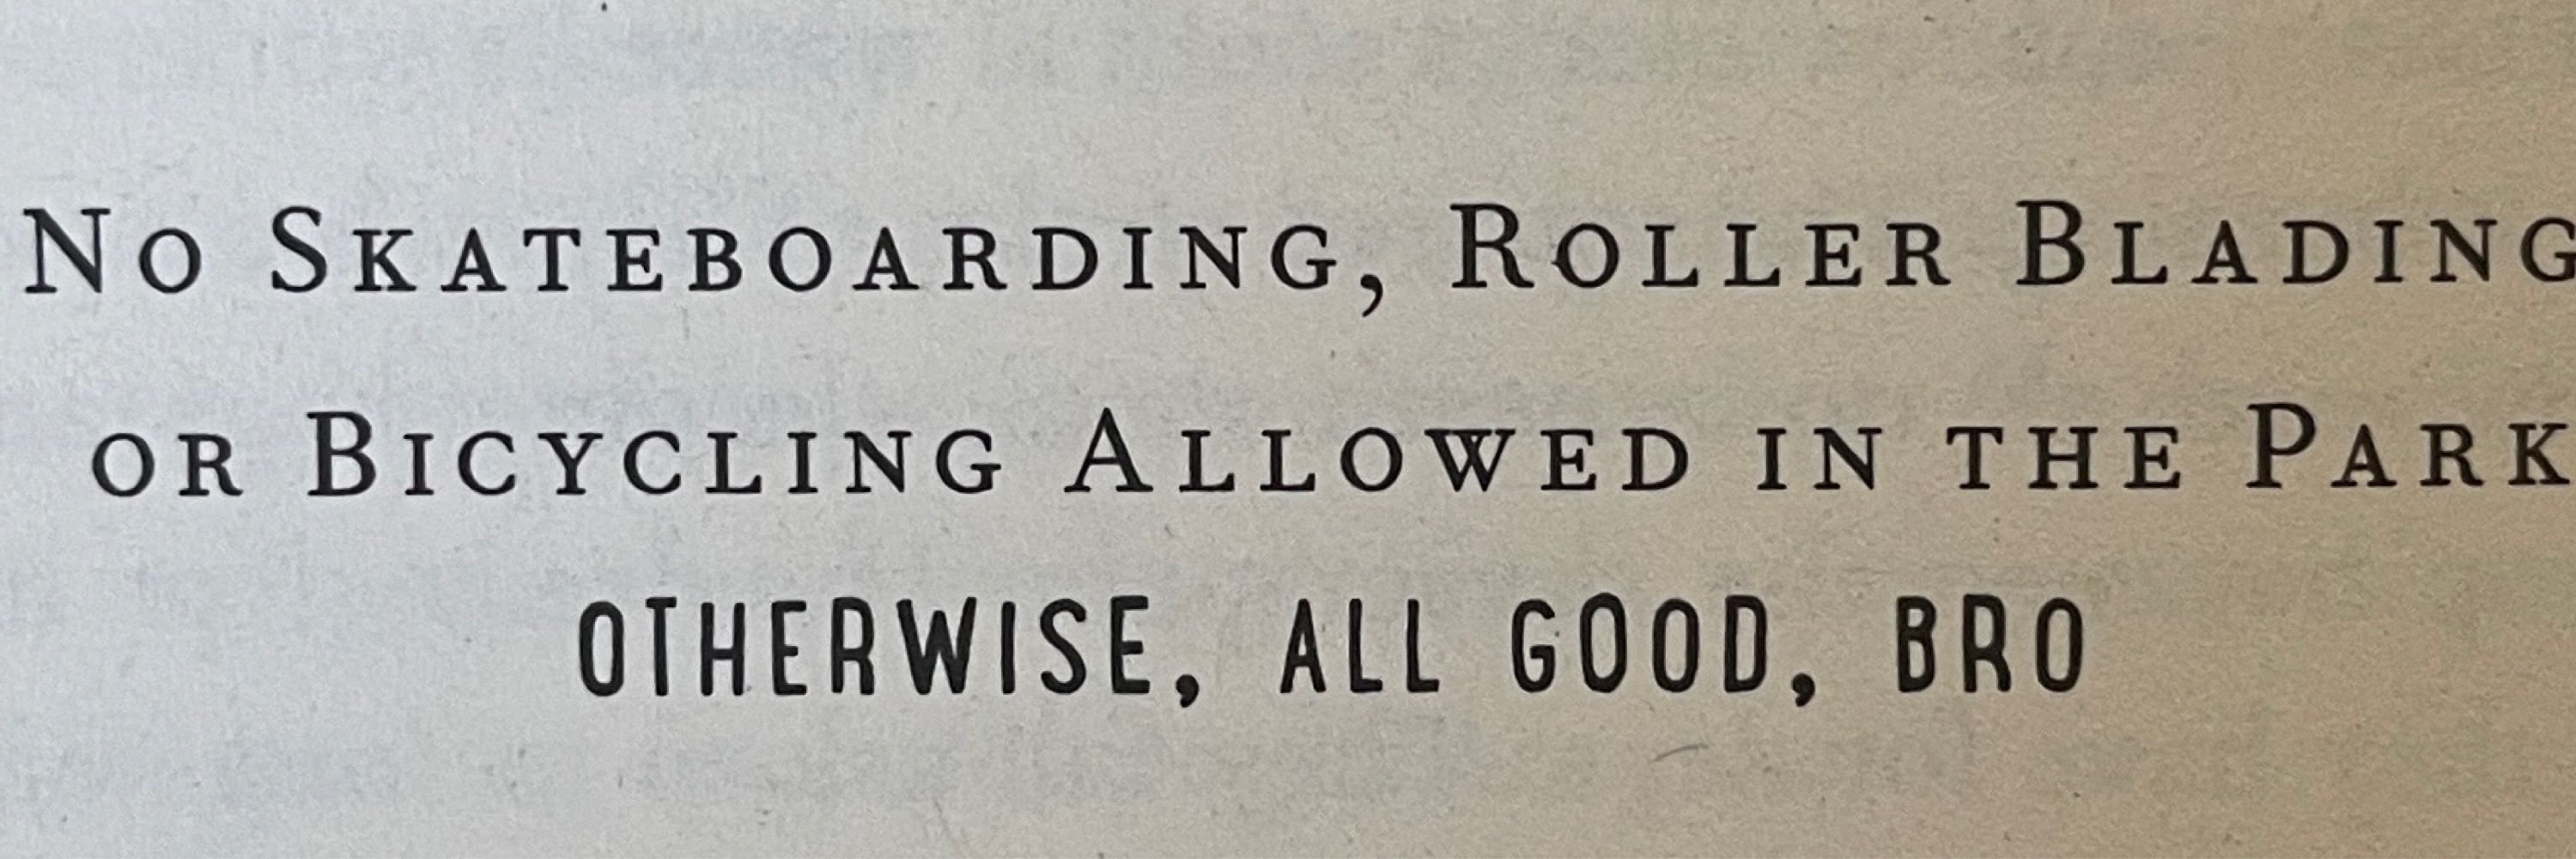 No Skateboarding, Roller Blading
or Bicycling Allowed in the Park
OTHERWISE, ALL GOOD, BRO